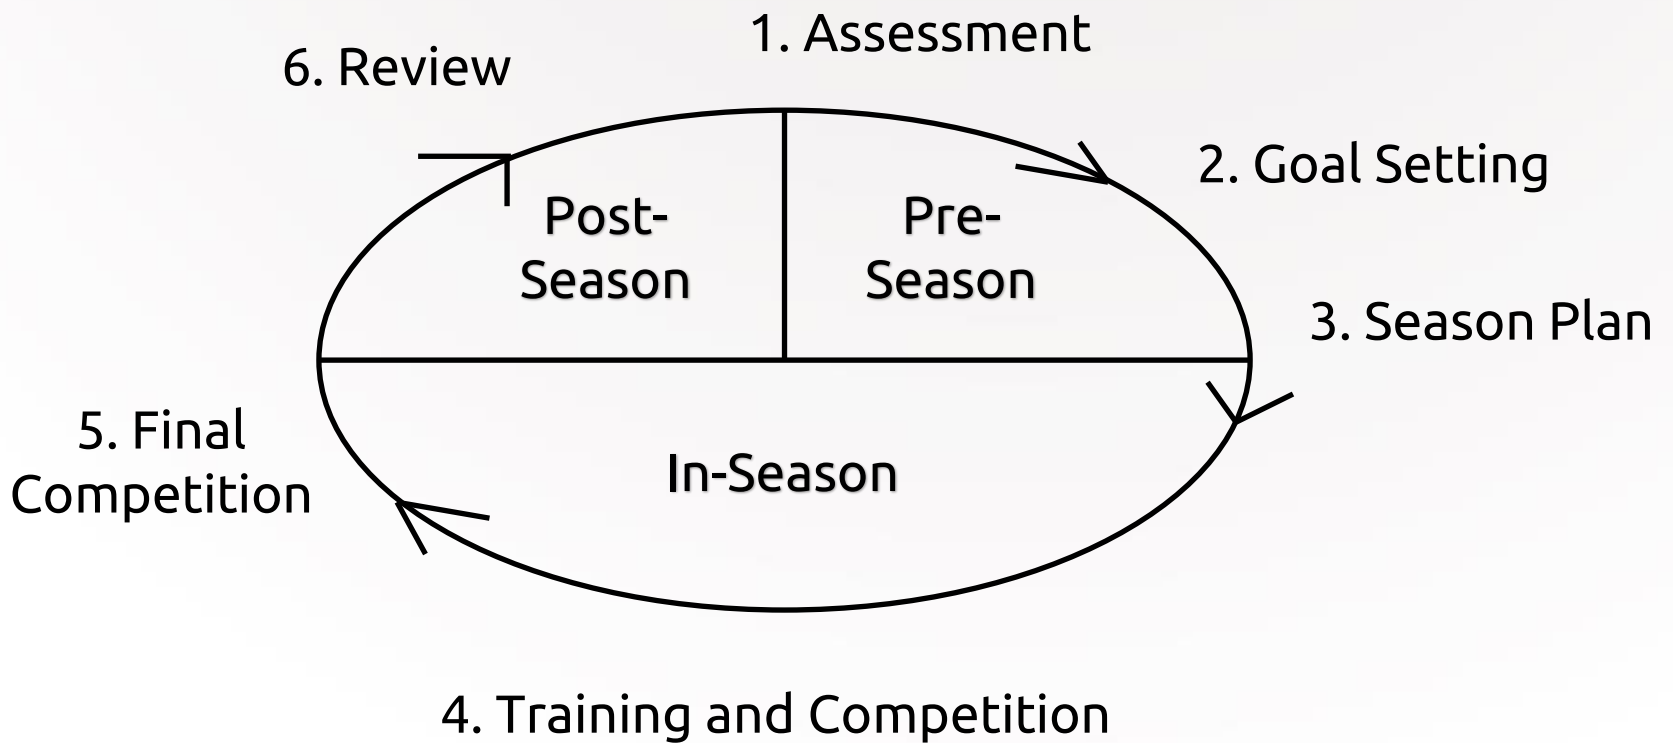 1. Assessment
6. Review
2. Goal Setting
Post-
Season
Pre-
Season
3. Season Plan
5. Final
Competition
In-Season
4. Training and Competition